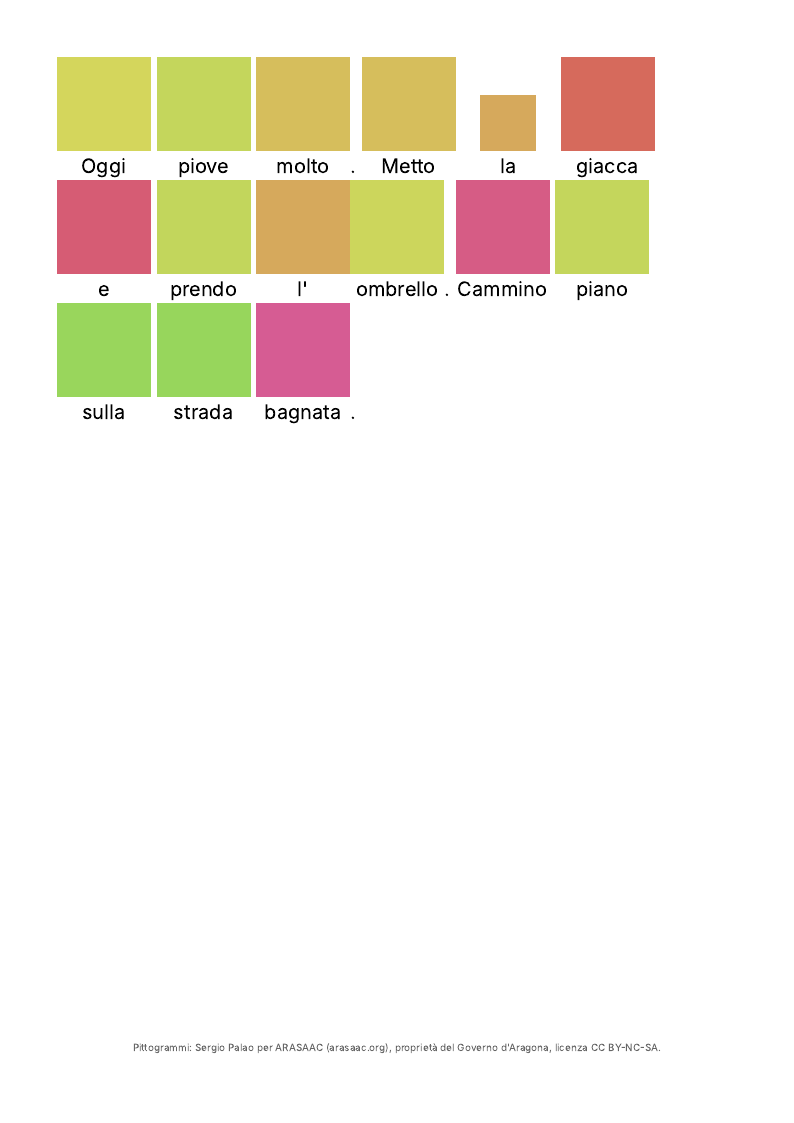 Oggi piove molto . Metto la giacca
e prendo l' ombrello . Cammino piano
sulla strada bagnata .
Pittogrammi: Sergio Palao per ARASAAC (arasaac.org), proprietà del Governo d'Aragona, licenza CC BY-NC-SA.